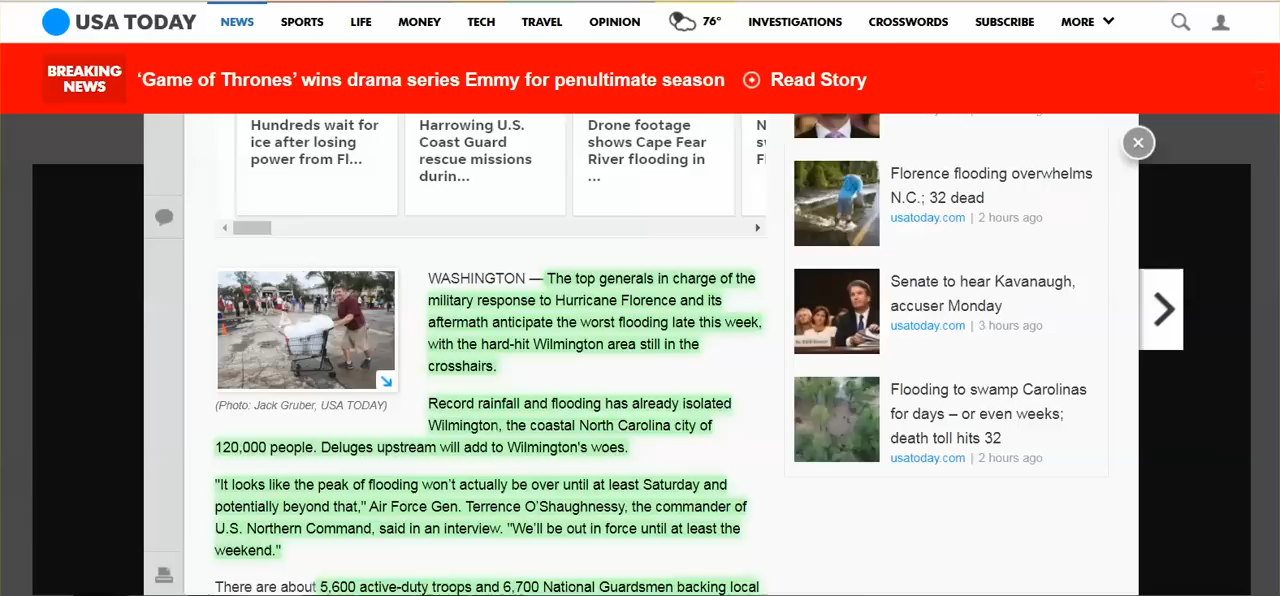 USA TODAY
NEWS SPORTS LIFE MONEY TECH TRAVEL OPINION 76° INVESTIGATIONS CROSSWORDS SUBSCRIBE MORE
BREAKING
NEWS
‘Game of Thrones’ wins drama series Emmy for penultimate season Read Story
Hundreds wait for
ice after losing
power from Fl...
Harrowing U.S.
Coast Guard
rescue missions
durin...
Drone footage
shows Cape Fear
River flooding in
...
(Photo: Jack Gruber, USA TODAY)
WASHINGTON — The top generals in charge of the
military response to Hurricane Florence and its
aftermath anticipate the worst flooding late this week,
with the hard-hit Wilmington area still in the
crosshairs.
Record rainfall and flooding has already isolated
Wilmington, the coastal North Carolina city of
120,000 people. Deluges upstream will add to Wilmington's woes.
"It looks like the peak of flooding won’t actually be over until at least Saturday and
potentially beyond that," Air Force Gen. Terrence O’Shaughnessy, the commander of
U.S. Northern Command, said in an interview. "We’ll be out in force until at least the
weekend."
There are about 5,600 active-duty troops and 6,700 National Guardsmen backing local
Florence flooding overwhelms
N.C.; 32 dead
usatoday.com | 2 hours ago
Senate to hear Kavanaugh,
accuser Monday
usatoday.com | 3 hours ago
Flooding to swamp Carolinas
for days – or even weeks;
death toll hits 32
usatoday.com | 2 hours ago